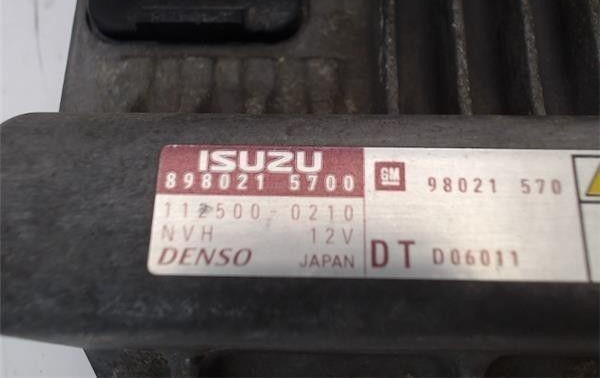 ISUZU
898021 5700
GM 98021 570
112500-0210
NVH 12V
DENSO JAPAN
DT D06011